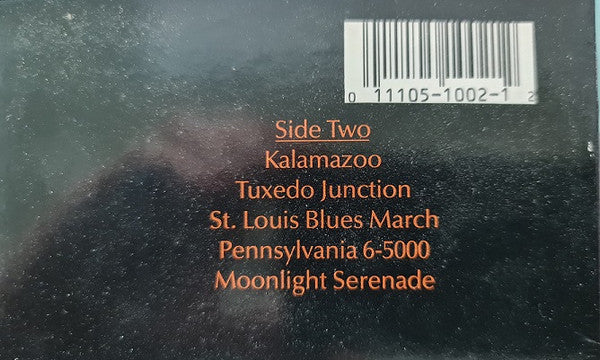 0 11105-1002-1 2
Side Two
Kalamazoo
Tuxedo Junction
St. Louis Blues March
Pennsylvania 6-5000
Moonlight Serenade